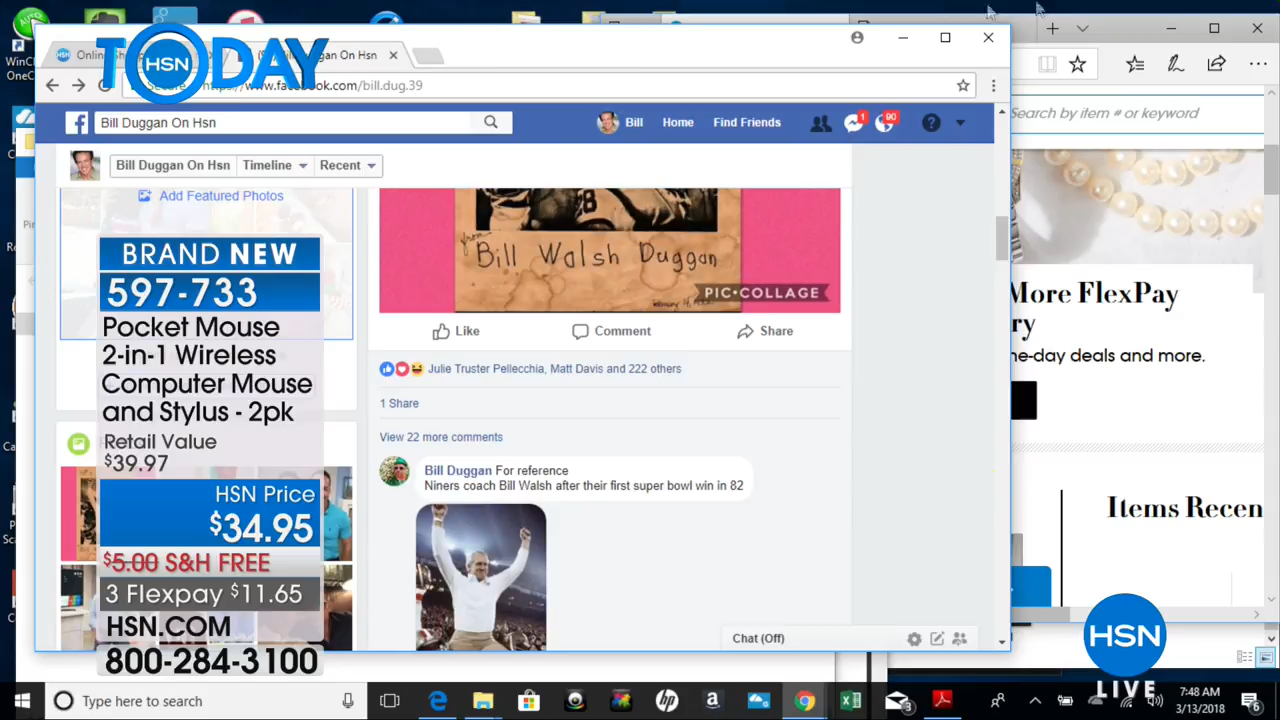 TODAY
HSN
Online Sh
Duggan On Hsn
https://www.facebook.com/bill.dug.39
Bill Duggan On Hsn
Bill
Home
Find Friends
1
90
Search by item # or keyword
Bill Duggan On Hsn
Timeline
Recent
Add Featured Photos
from
Bill Walsh Duggan
PIC•COLLAGE
Like
Comment
Share
Julie Truster Pellecchia, Matt Davis and 222 others
1 Share
View 22 more comments
Bill Duggan For reference
Niners coach Bill Walsh after their first super bowl win in 82
Chat (Off)
More FlexPay
ry
ne-day deals and more.
Items Recen
BRAND NEW
597-733
Pocket Mouse
2-in-1 Wireless
Computer Mouse
and Stylus - 2pk
Retail Value
$39.97
HSN Price
$34.95
$5.00 S&H FREE
3 Flexpay $11.65
HSN.COM
800-284-3100
HSN
LIVE
Type here to search
7:48 AM
3/13/2018